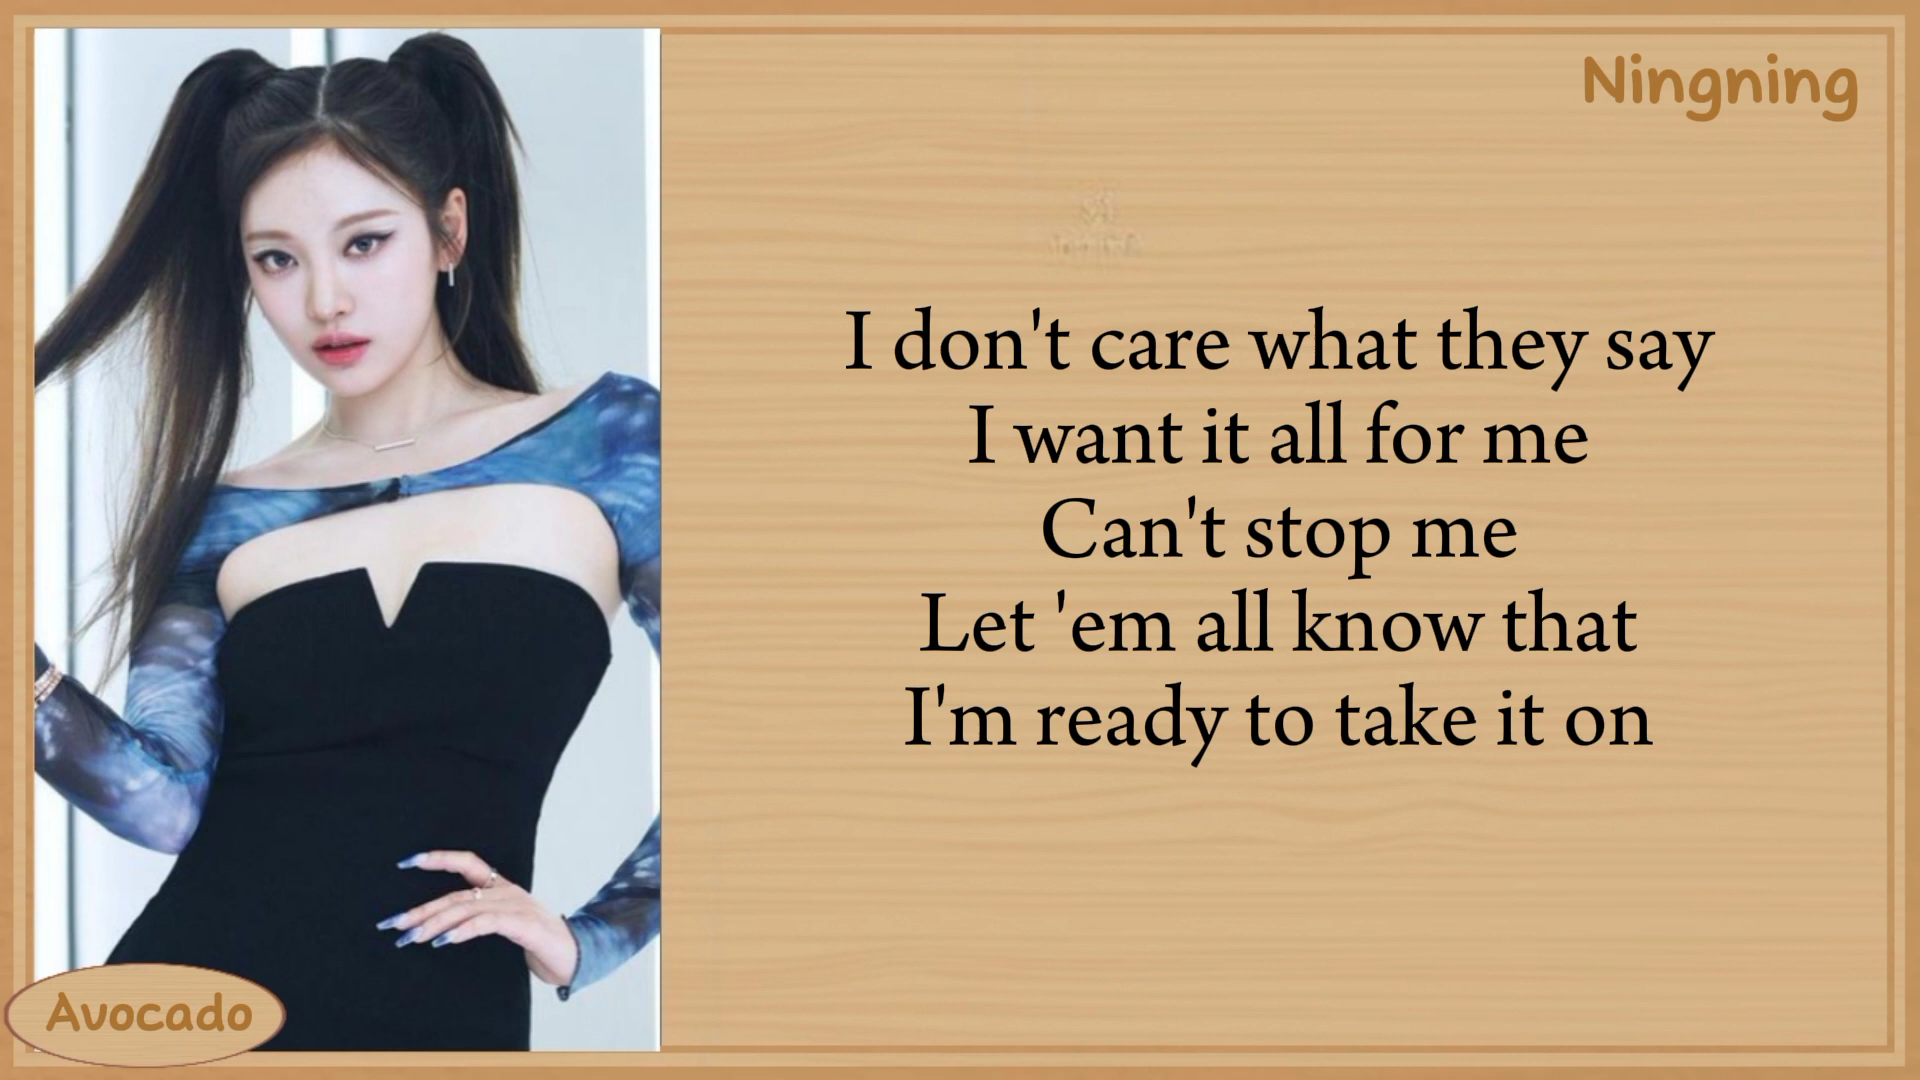 Ningning
I don't care what they say
I want it all for me
Can't stop me
Let 'em all know that
I'm ready to take it on
Avocado